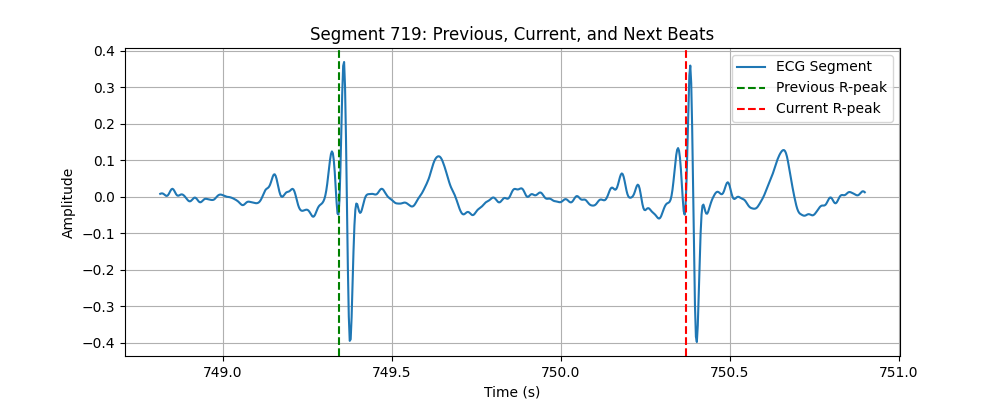 Segment 719: Previous, Current, and Next Beats
ECG Segment
Previous R-peak
Current R-peak
Amplitude
0.4
0.3
0.2
0.1
0.0
−0.1
−0.2
−0.3
−0.4
749.0 749.5 750.0 750.5 751.0
Time (s)